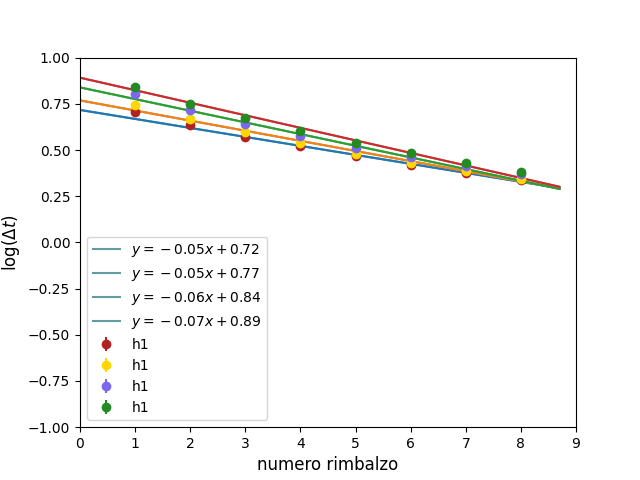 1.00
0.75
0.50
0.25
0.00
−0.25
−0.50
−0.75
−1.00
log(Δt)
y = −0.05x + 0.72
y = −0.05x + 0.77
y = −0.06x + 0.84
y = −0.07x + 0.89
h1
h1
h1
h1
0 1 2 3 4 5 6 7 8 9
numero rimbalzo